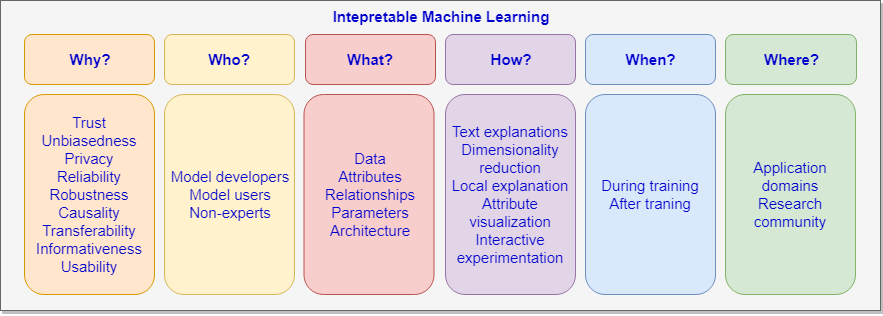 Intepretable Machine Learning
Why?
Who?
What?
How?
When?
Where?
Trust
Unbiasedness
Privacy
Reliability
Robustness
Causality
Transferability
Informativeness
Usability
Model developers
Model users
Non-experts
Data
Attributes
Relationships
Parameters
Architecture
Text explanations
Dimensionality
reduction
Local explanation
Attribute
visualization
Interactive
experimentation
During training
After traning
Application
domains
Research
community